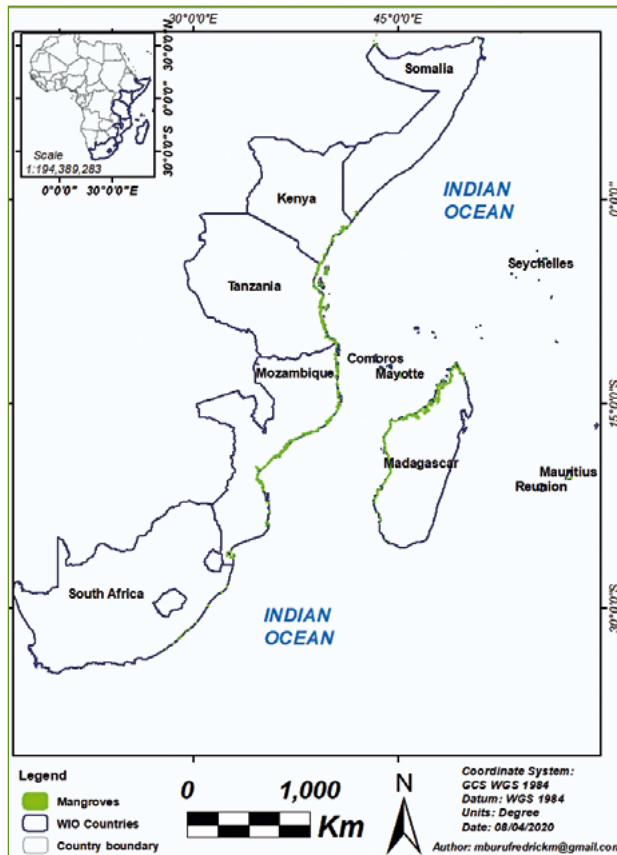 30°0'0"E
45°0'0"E
30°0'0"N
0°0'0"
30°0'0"S
Scale
1:194,389,283
0°0'0" 30°0'0"E
Somalia
INDIAN
OCEAN
Kenya
0°0'0"
Seychelles
Tanzania
Comoros
Mozambique
Mayotte
15°0'0"S
Madagascar
Mauritius
Reunion
South Africa
INDIAN
OCEAN
30°0'0"S
Legend
Mangroves
WIO Countries
Country boundary
0 1,000
Km
N
Coordinate System:
GCS WGS 1984
Datum: WGS 1984
Units: Degree
Date: 08/04/2020
Author: mburufredrickm@gmail.com